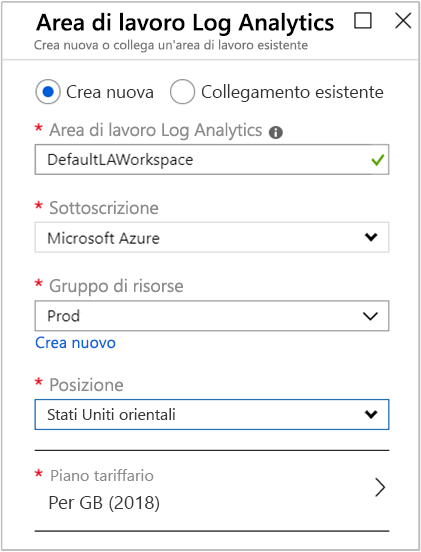 Area di lavoro Log Analytics
Crea nuova o collega un'area di lavoro esistente
Crea nuova Collegamento esistente
* Area di lavoro Log Analytics
DefaultLAWorkspace
* Sottoscrizione
Microsoft Azure
* Gruppo di risorse
Prod
Crea nuovo
* Posizione
Stati Uniti orientali
* Piano tariffario
Per GB (2018)